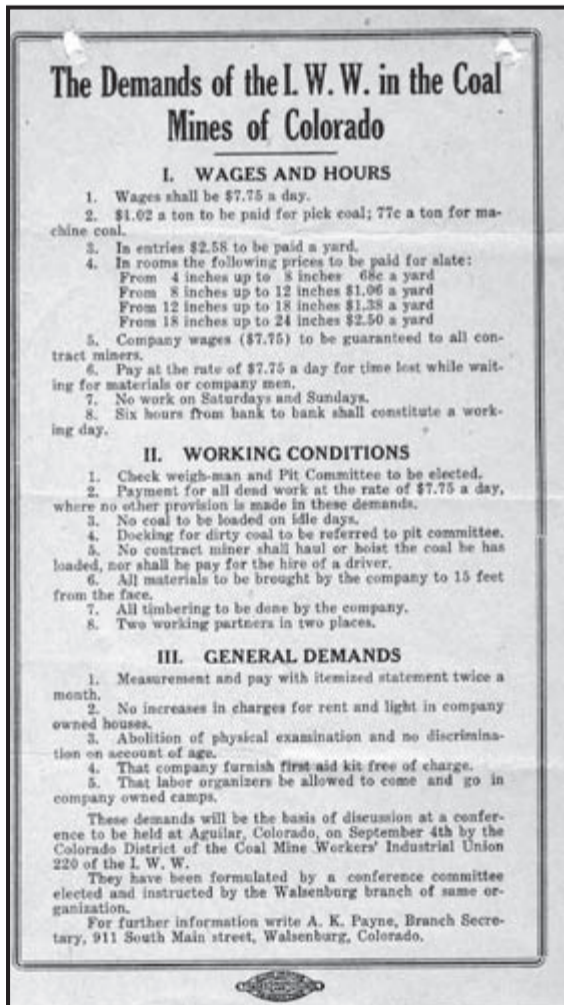 The Demands of the I. W. W. in the Coal
Mines of Colorado
I. WAGES AND HOURS
1. Wages shall be $7.75 a day.
2. $1.02 a ton to be paid for pick coal; 77c a ton for ma-
chine coal.
3. In entries $2.58 to be paid a yard.
4. In rooms the following prices to be paid for slate:
From 4 inches up to 8 inches 68c a yard
From 8 inches up to 12 inches $1.06 a yard
From 12 inches up to 18 inches $1.38 a yard
From 18 inches up to 24 inches $2.50 a yard
5. Company wages ($7.75) to be guaranteed to all con-
tract miners.
6. Pay at the rate of $7.75 a day for time lost while wait-
ing for materials or company men.
7. No work on Saturdays and Sundays.
8. Six hours from bank to bank shall constitute a work-
ing day.
II. WORKING CONDITIONS
1. Check weigh-man and Pit Committee to be elected.
2. Payment for all dead work at the rate of $7.75 a day,
where no other provision is made in these demands.
3. No coal to be loaded on idle days.
4. Docking for dirty coal to be referred to pit committee.
5. No contract miner shall haul or hoist the coal he has
loaded, nor shall he pay for the hire of a driver.
6. All materials to be brought by the company to 15 feet
from the face.
7. All timbering to be done by the company.
8. Two working partners in two places.
III. GENERAL DEMANDS
1. Measurement and pay with itemized statement twice a
month.
2. No increases in charges for rent and light in company
owned houses.
3. Abolition of physical examination and no discrimina-
tion on account of age.
4. That company furnish first aid kit free of charge.
5. That labor organizers be allowed to come and go in
company owned camps.
These demands will be the basis of discussion at a confer-
ence to be held at Aguilar, Colorado, on September 4th by the
Colorado District of the Coal Mine Workers' Industrial Union
220 of the I. W. W.
They have been formulated by a conference committee
elected and instructed by the Walsenburg branch of same or-
ganization.
For further information write A. K. Payne, Branch Secre-
tary, 911 South Main street, Walsenburg, Colorado.